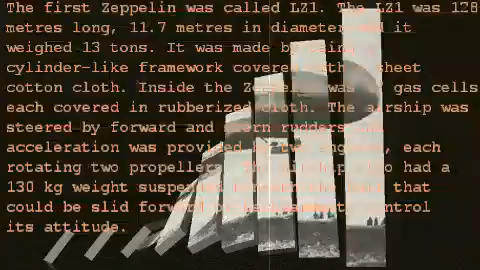 The first Zeppelin was called LZ1. The LZ1 was 128
metres long, 11.7 metres in diameter and it
weighed 13 tons. It was made by
cylinder-like framework covered with sheet
cotton cloth. Inside the Zeppelin was gas cells
each covered in rubberized cloth. The airship was
steered by forward and stern rudders and
acceleration was provided by two engines, each
rotating two propellers. The airship also had a
130 kg weight suspended that
could be slid forward or control
its attitude.